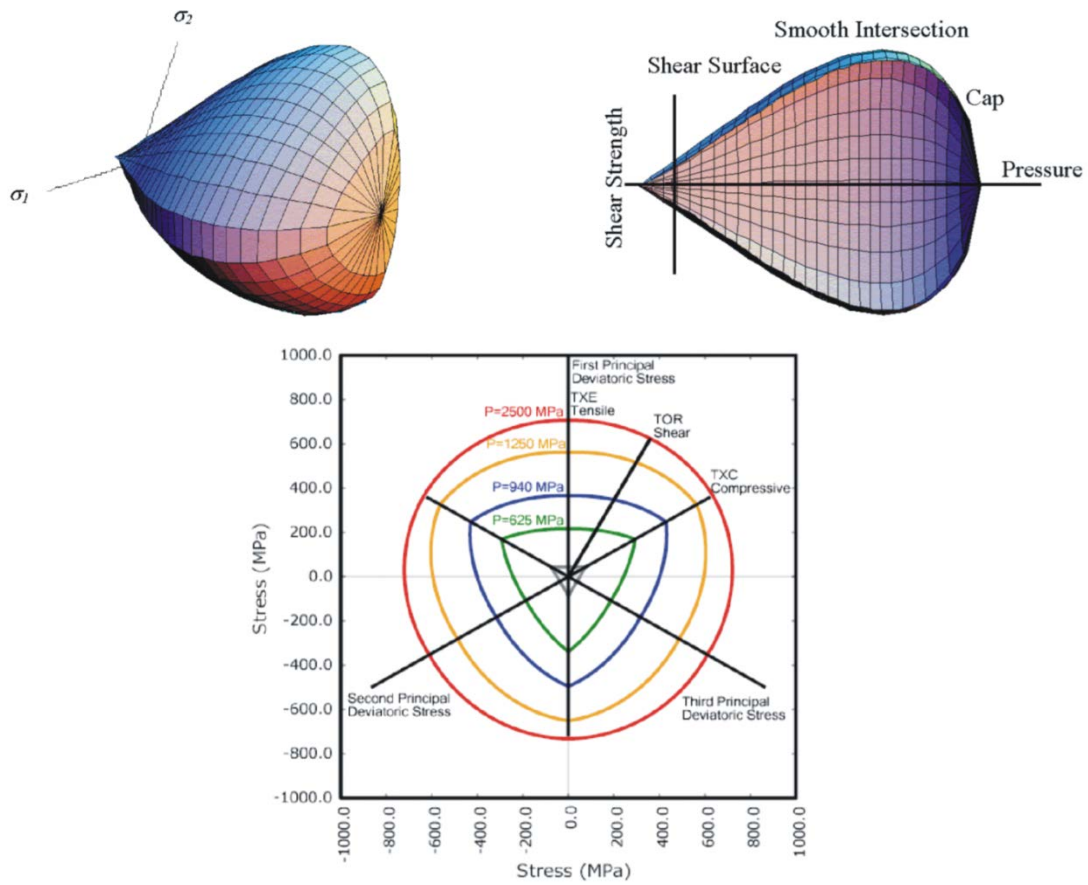 σ2
σ1
Smooth Intersection
Shear Surface
Cap
Pressure
Shear Strength
1000.0
800.0
600.0
400.0
200.0
0.0
-200.0
-400.0
-600.0
-800.0
-1000.0
Stress (MPa)
First Principal
Deviatoric Stress
TXE
Tensile
TOR
Shear
TXC
Compressive
P=2500 MPa
P=1250 MPa
P=940 MPa
P=625 MPa
Second Principal
Deviatoric Stress
Third Principal
Deviatoric Stress
-1000.0
-800.0
-600.0
-400.0
-200.0
0.0
200.0
400.0
600.0
800.0
1000.0
Stress (MPa)